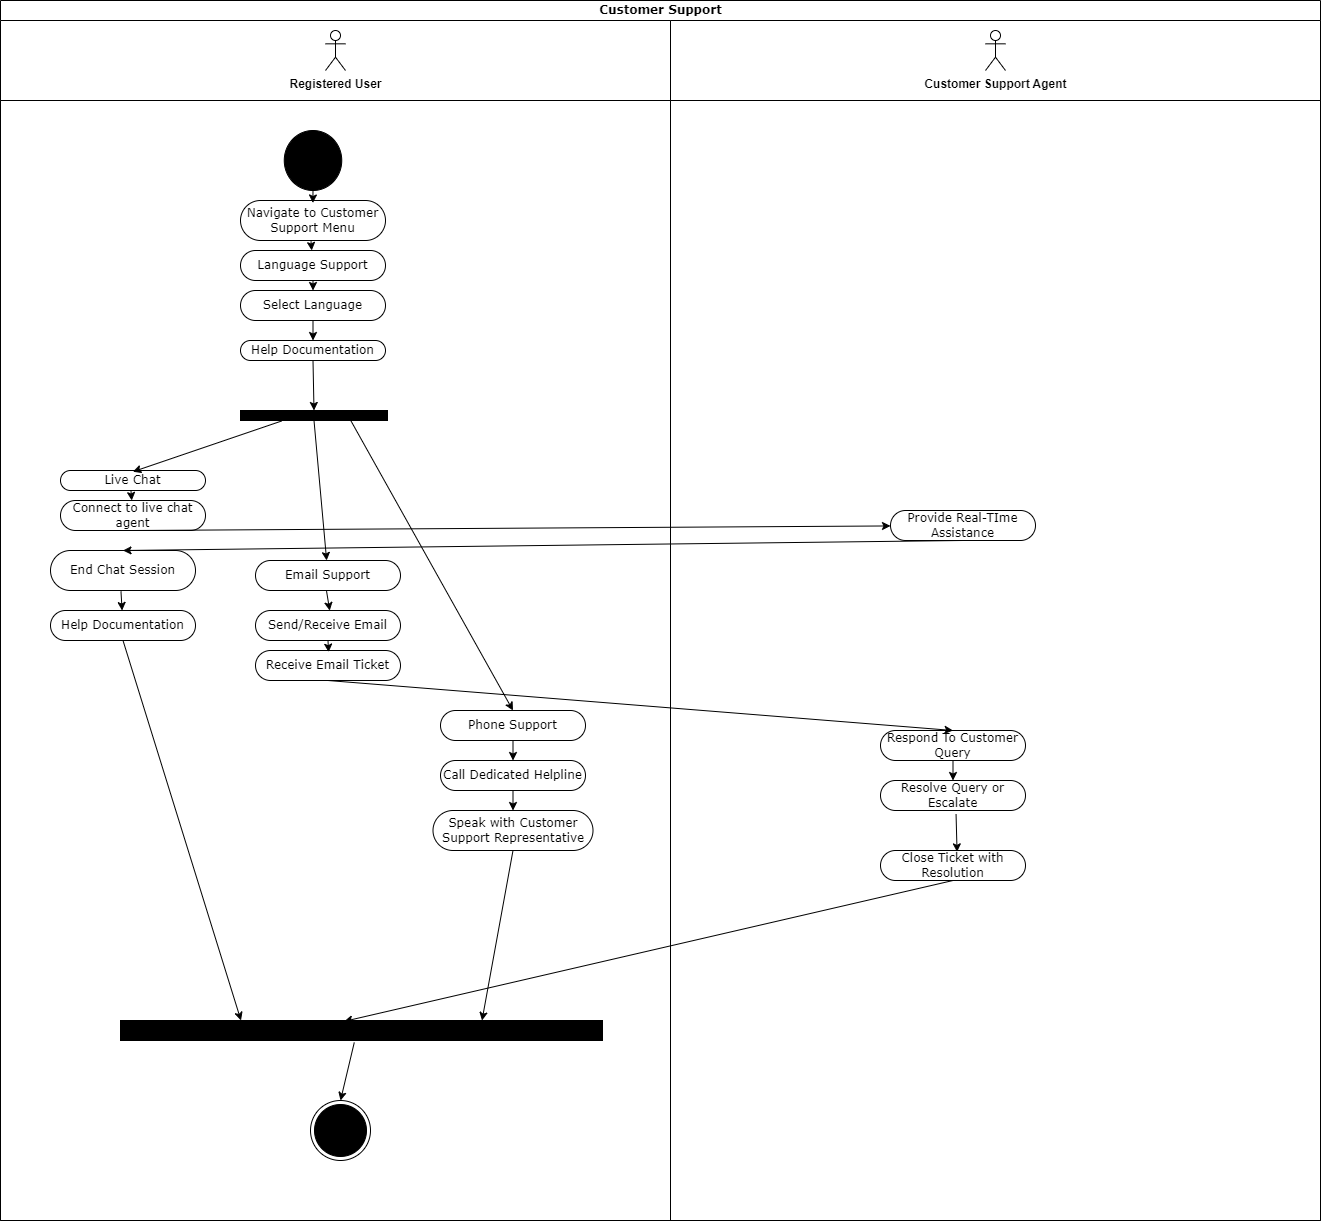 Customer Support
Registered User
Customer Support Agent
Navigate to Customer
Support Menu
Language Support
Select Language
Help Documentation
Live Chat
Connect to live chat
agent
Provide Real-TIme
Assistance
End Chat Session
Email Support
Help Documentation
Send/Receive Email
Receive Email Ticket
Phone Support
Respond To Customer
Query
Call Dedicated Helpline
Resolve Query or
Escalate
Speak with Customer
Support Representative
Close Ticket with
Resolution